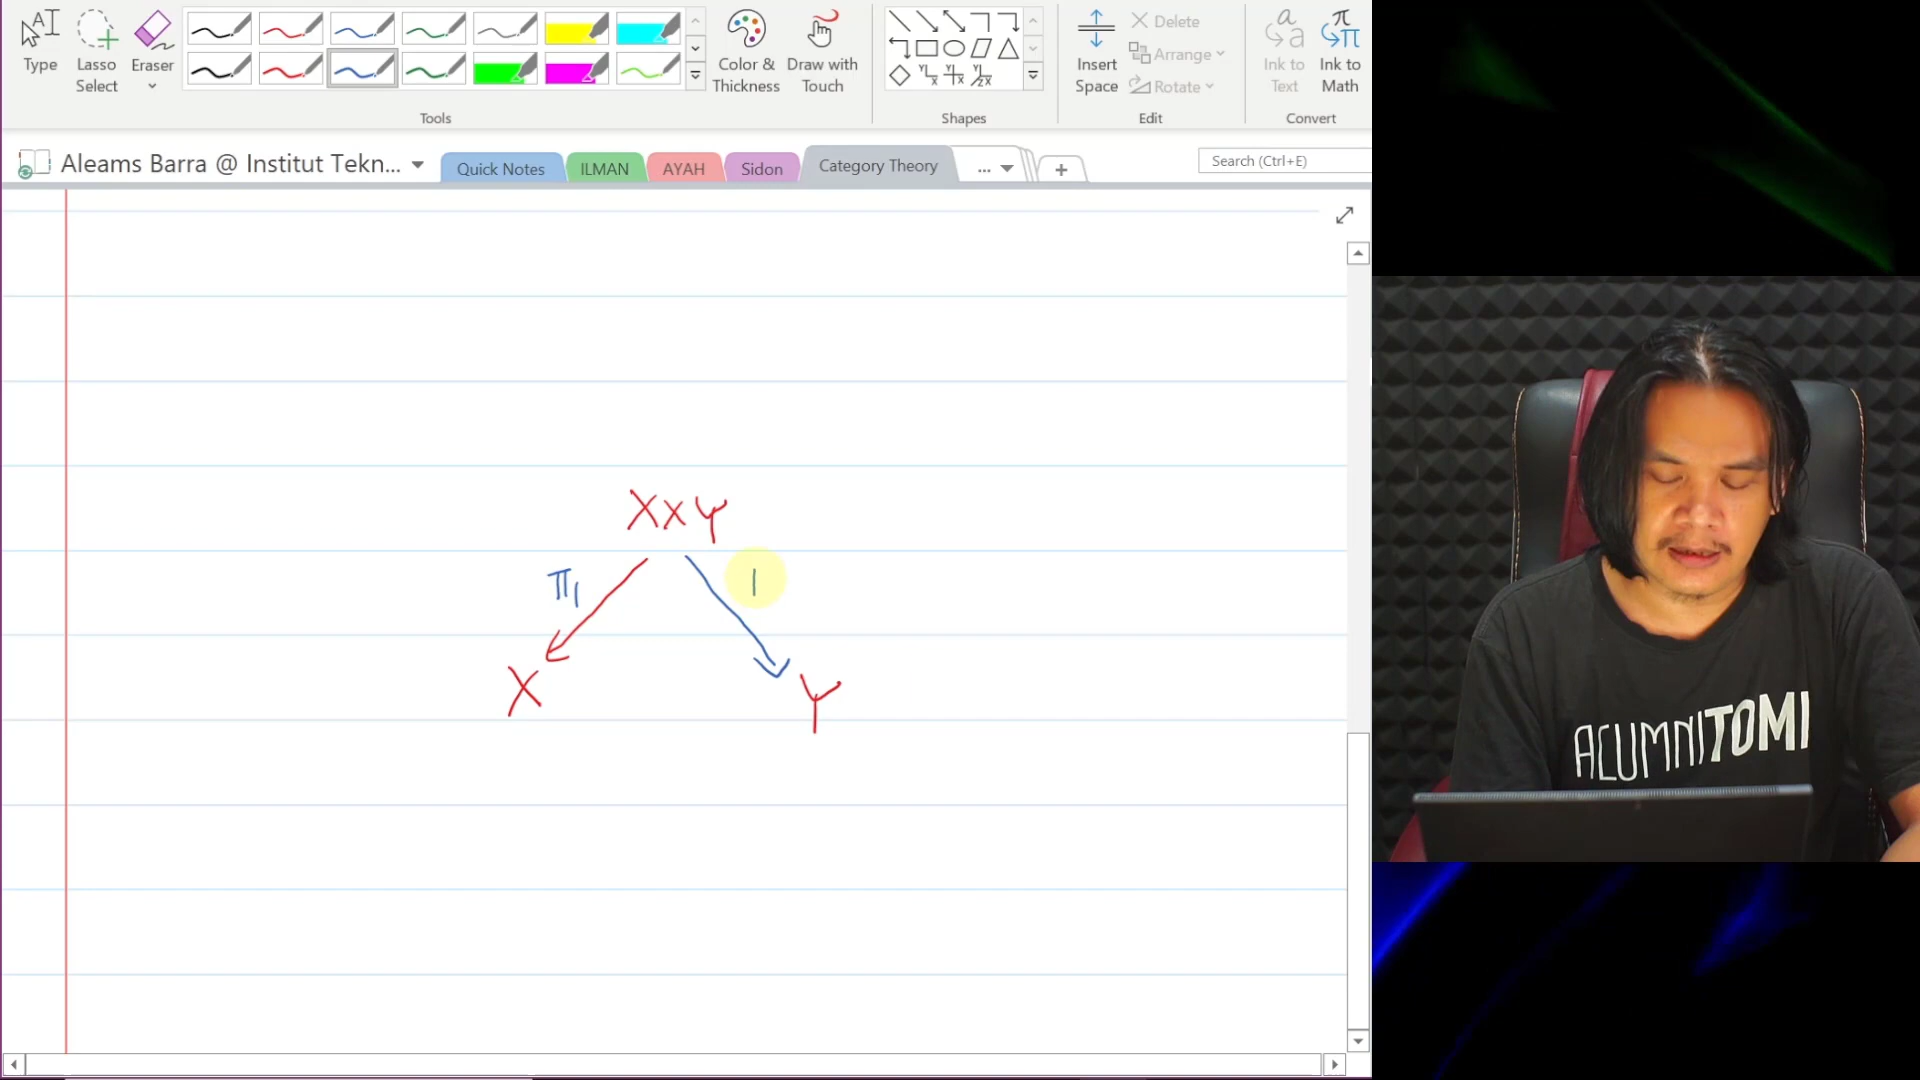 Type
Lasso Select
Eraser
Color & Thickness
Draw with Touch
Insert Space
Delete
Arrange
Rotate
a
a
Ink to Text
π
π
Ink to Math
Tools
Shapes
Edit
Convert
Aleams Barra @ Institut Tekn...
Quick Notes
ILMAN
AYAH
Sidon
Category Theory
...
+
Search (Ctrl+E)
X×Y
π₁
X
Y
ACUMNITOMI